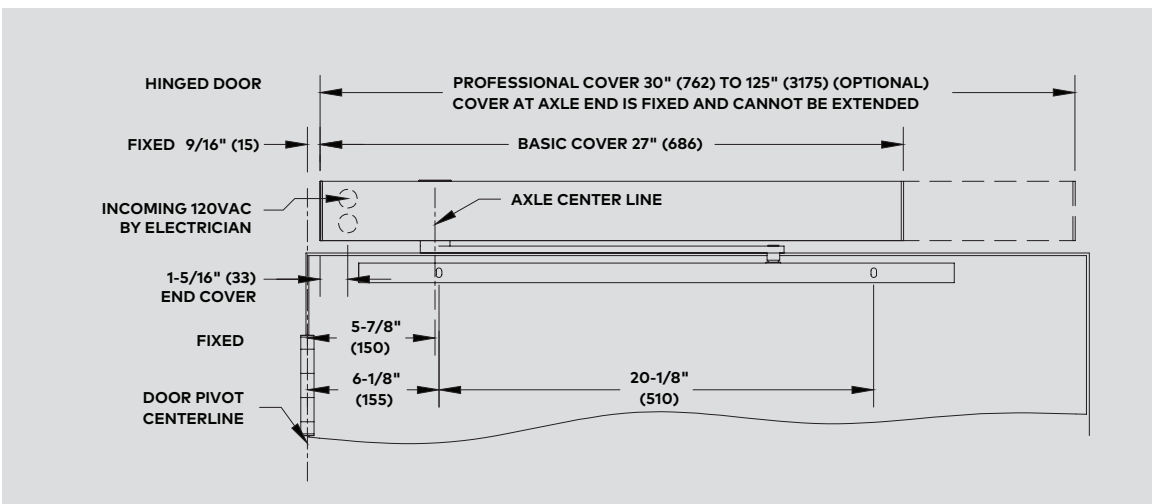 HINGED DOOR
PROFESSIONAL COVER 30" (762) TO 125" (3175) (OPTIONAL)
COVER AT AXLE END IS FIXED AND CANNOT BE EXTENDED
FIXED 9/16" (15)
BASIC COVER 27" (686)
INCOMING 120VAC
BY ELECTRICIAN
AXLE CENTER LINE
1-5/16" (33)
END COVER
FIXED
5-7/8"
(150)
6-1/8"
(155)
20-1/8"
(510)
DOOR PIVOT
CENTERLINE